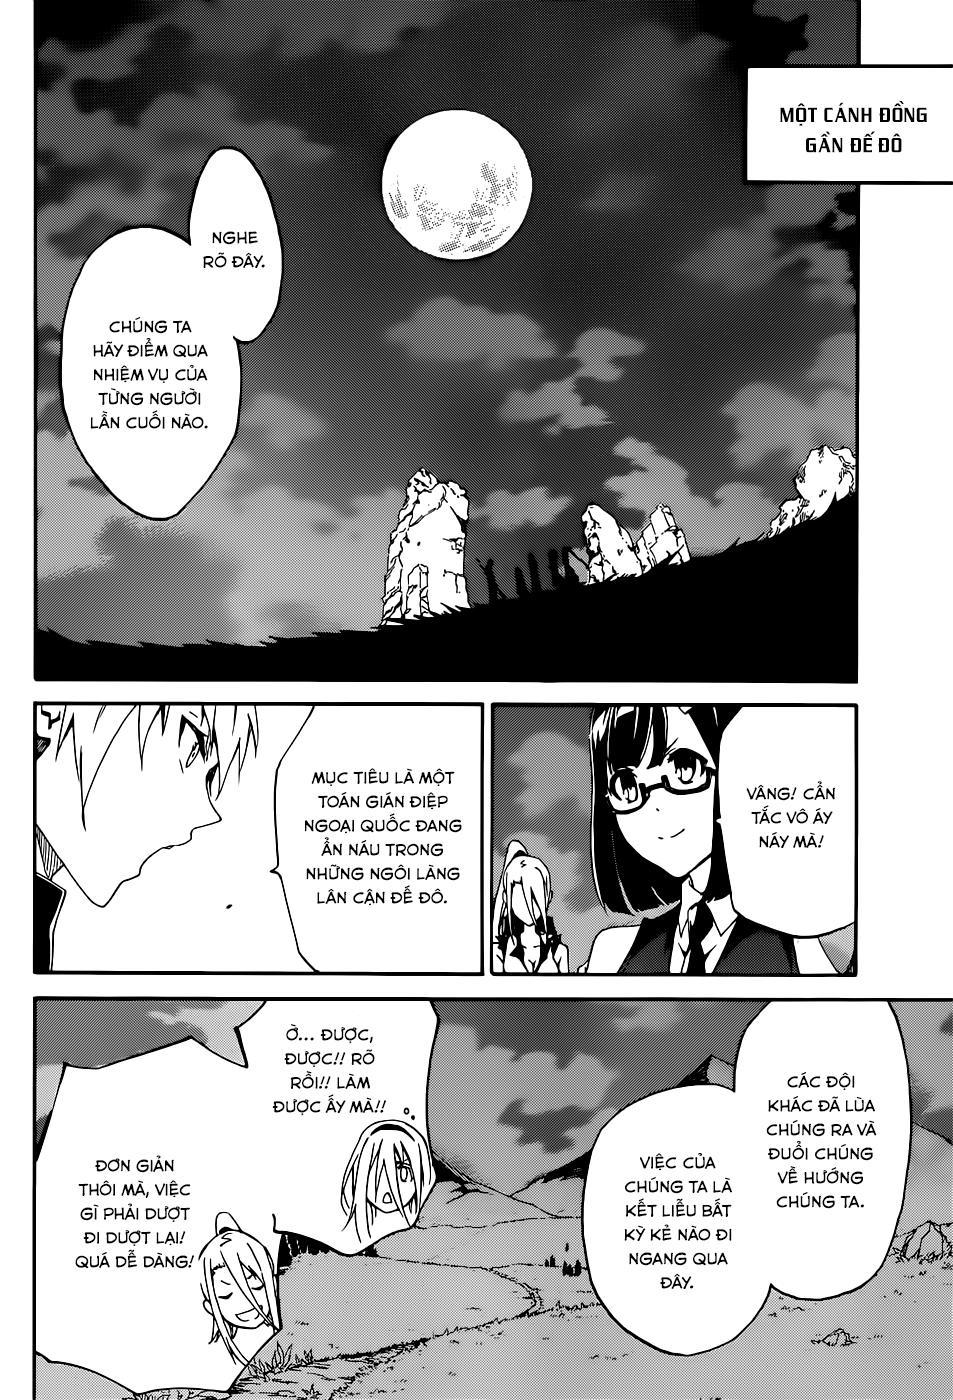 MỘT CÁNH ĐỒNG
GẦN ĐẾ ĐÔ
NGHE
RÕ ĐÂY.
CHÚNG TA
HÃY ĐIỂM QUA
NHIỆM VỤ CỦA
TỪNG NGƯỜI
LẦN CUỐI NÀO.
VÂNG! CẨN
TẮC VÔ ÁY
NÁY MÀ!
MỤC TIÊU LÀ MỘT
TOÁN GIÁN ĐIỆP
NGOẠI QUỐC ĐANG
ẨN NÁU TRONG
NHỮNG NGÔI LÀNG
LÂN CẬN ĐẾ ĐÔ.
CÁC ĐỘI
KHÁC ĐÃ LÙA
CHÚNG RA VÀ
ĐUỔI CHÚNG
VỀ HƯỚNG
CHÚNG TA.
VIỆC CỦA
CHÚNG TA LÀ
KẾT LIỄU BẤT
KỲ KẺ NÀO ĐI
NGANG QUA
ĐÂY.
Ờ... ĐƯỢC,
ĐƯỢC!! RÕ
RỒI!! LÀM
ĐƯỢC ẤY MÀ!!
ĐƠN GIẢN
THÔI MÀ, VIỆC
GÌ PHẢI DƯỢT
ĐI DƯỢT LẠI!
QUÁ DỄ DÀNG!